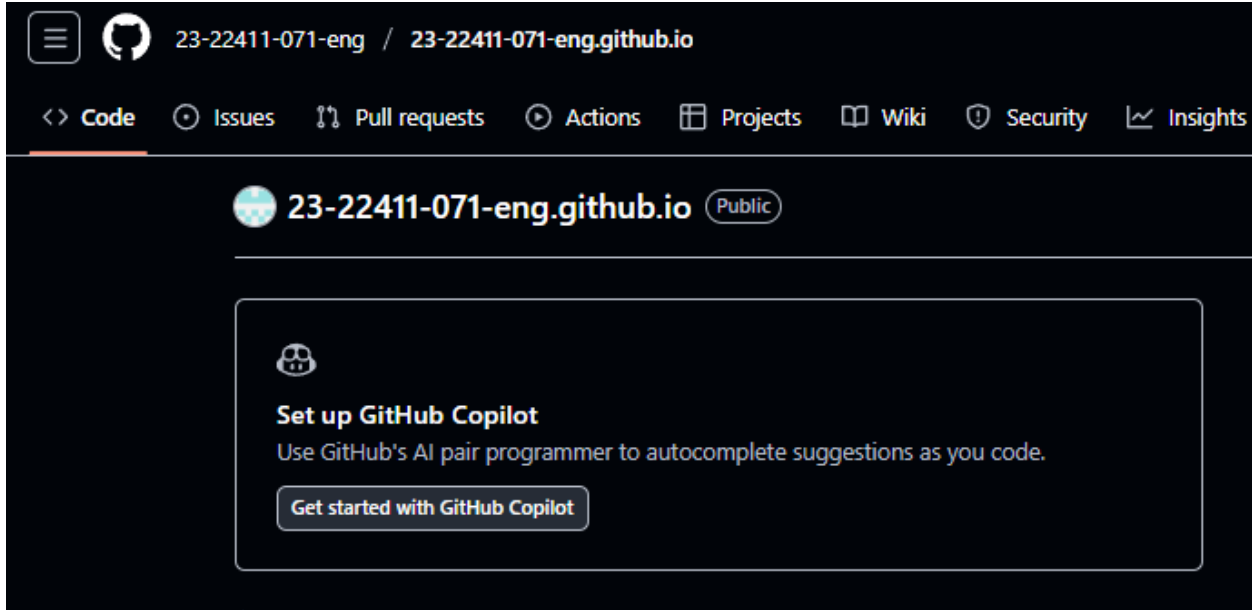 23-22411-071-eng / 23-22411-071-eng.github.io
<> Code Issues Pull requests Actions Projects Wiki Security Insights
23-22411-071-eng.github.io Public
Set up GitHub Copilot
Use GitHub's AI pair programmer to autocomplete suggestions as you code.
Get started with GitHub Copilot